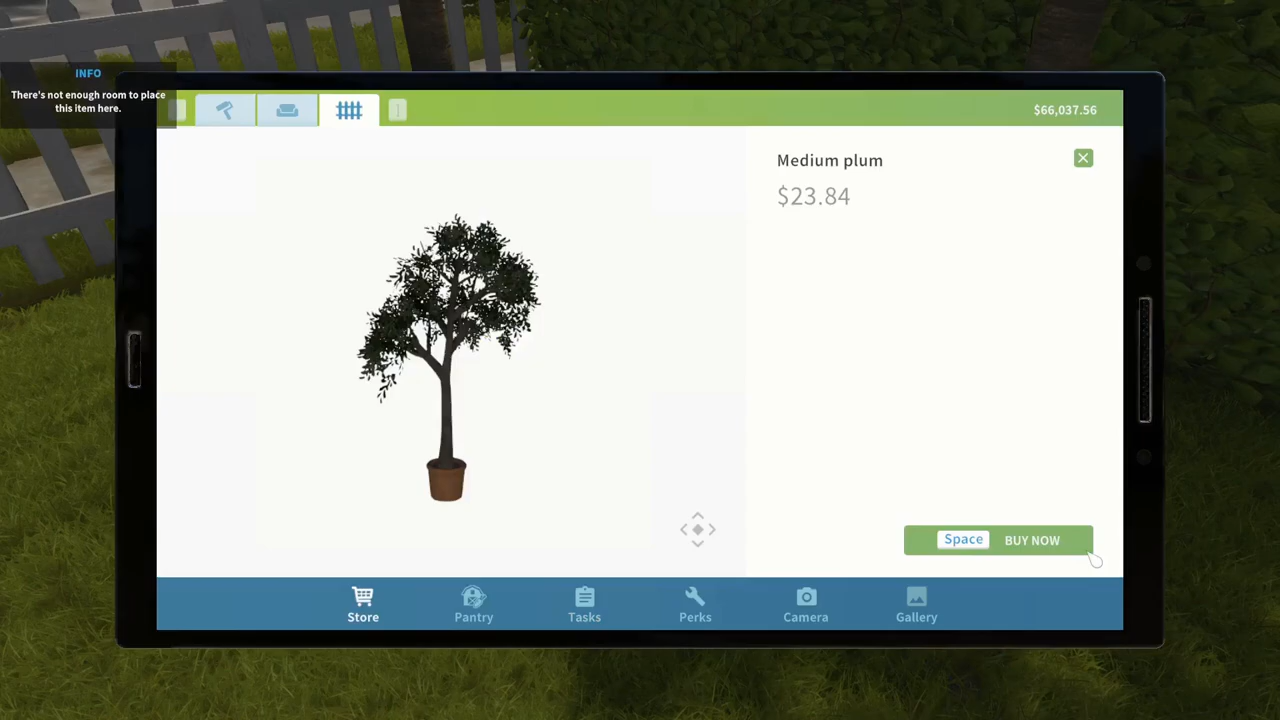 INFO
There's not enough room to place
this item here.
$66,037.56
Medium plum
$23.84
Space BUY NOW
Store Pantry Tasks Perks Camera Gallery